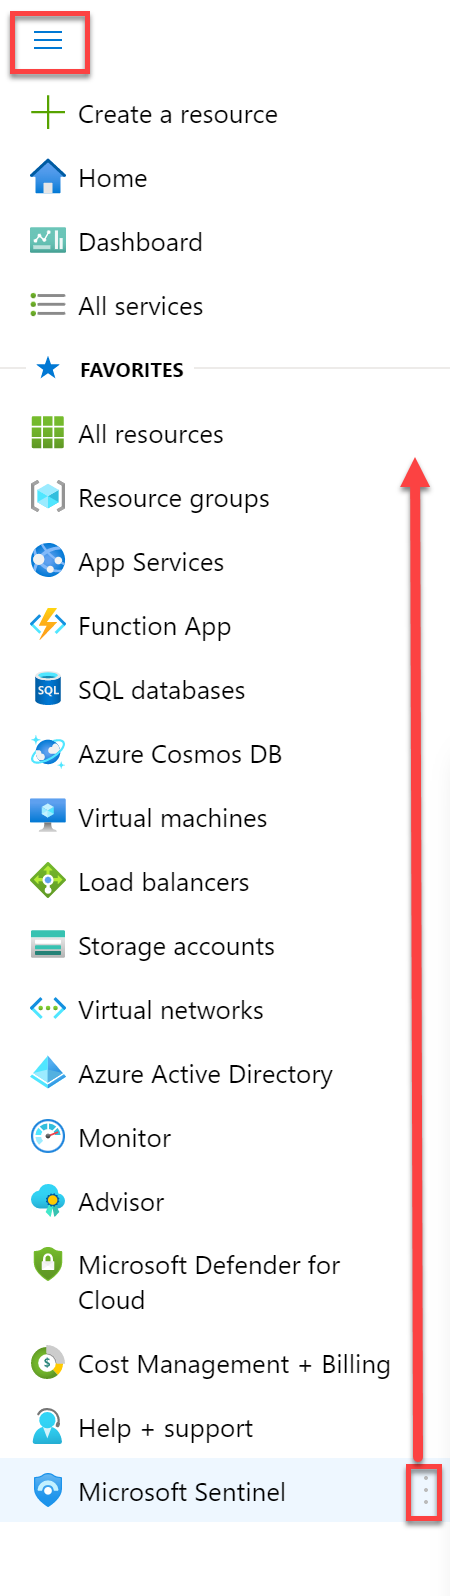 Create a resource
Home
Dashboard
All services
FAVORITES
All resources
Resource groups
App Services
Function App
SQL
SQL databases
Azure Cosmos DB
Virtual machines
Load balancers
Storage accounts
Virtual networks
Azure Active Directory
Monitor
Advisor
Microsoft Defender for
Cloud
$
Cost Management + Billing
Help + support
Microsoft Sentinel